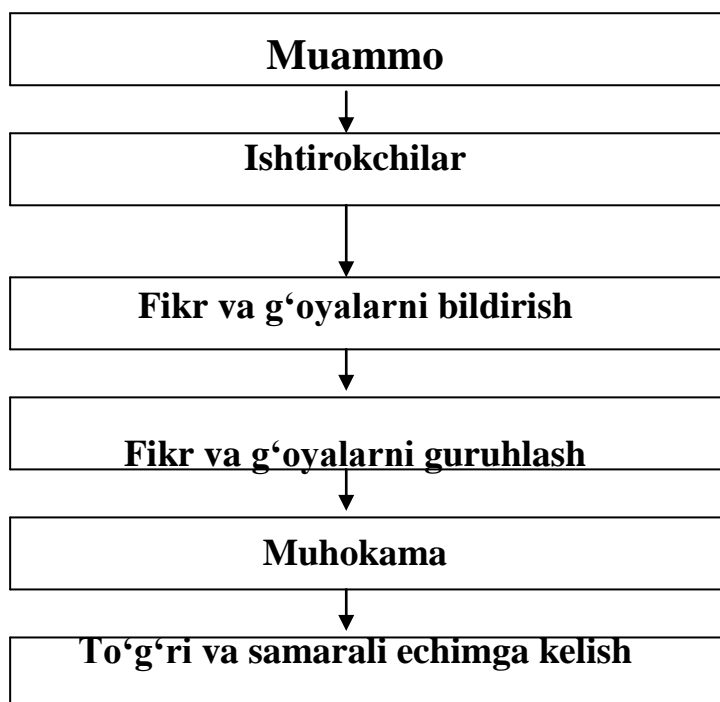 Muammo
Ishtirokchilar
Fikr va g‘oyalarni bildirish
Fikr va g‘oyalarni guruhlash
Muhokama
To‘g‘ri va samarali echimga kelish